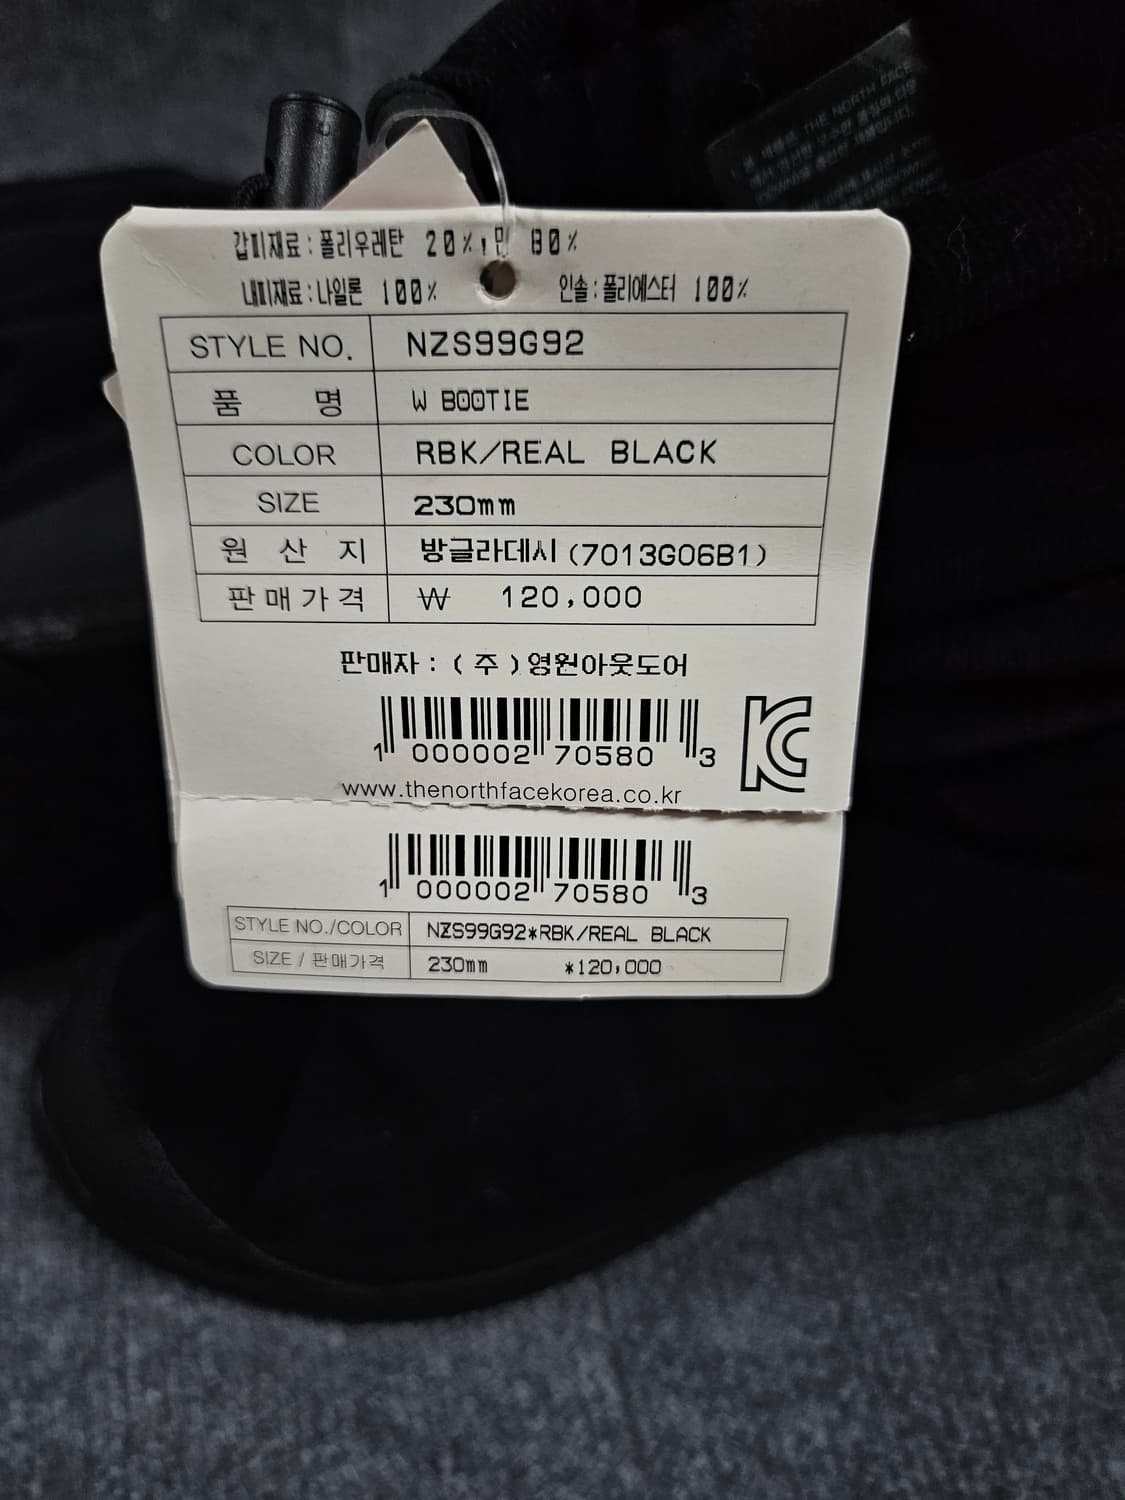 갑피재료:폴리우레탄 20%,면 80%
내피재료:나일론 100% 인솔:폴리에스터 100%
STYLE NO. NZS99G92
품 명 W BOOTIE
COLOR RBK/REAL BLACK
SIZE 230mm
원 산 지 방글라데시(7013G06B1)
판매가격 ₩ 120,000
판매자 : (주)영원아웃도어
1 000002 70580 3
www.thenorthfacekorea.co.kr
1 000002 70580 3
STYLE NO./COLOR NZS99G92*RBK/REAL BLACK
SIZE / 판매가격 230mm *120,000
THE NORTH FACE